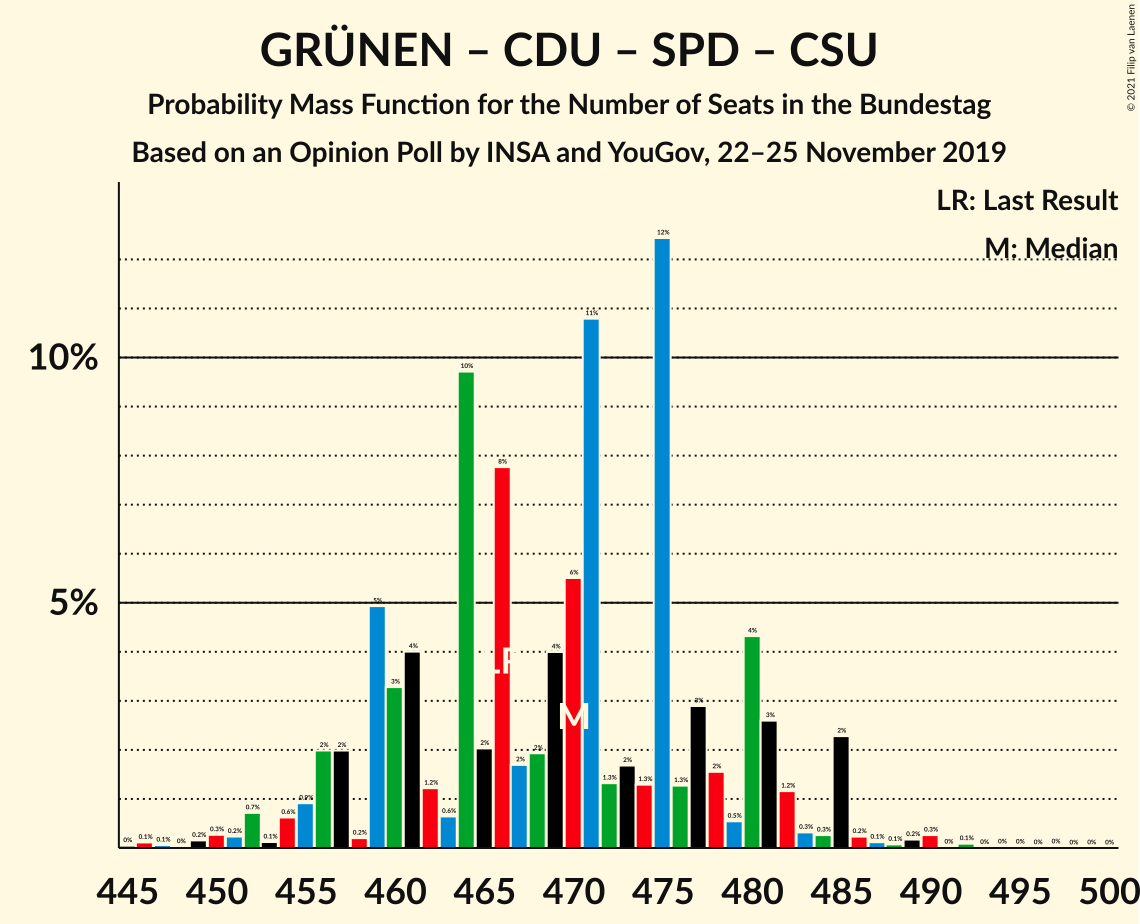 GRÜNEN – CDU – SPD – CSU
Probability Mass Function for the Number of Seats in the Bundestag
Based on an Opinion Poll by INSA and YouGov, 22–25 November 2019
© 2021 Filip van Laenen
LR: Last Result
M: Median
10%
5%
0% 0.1% 0.1% 0% 0.2% 0.3% 0.2% 0.7% 0.1% 0.6% 0.9% 2% 2% 0.2% 5% 3% 4% 1.2% 0.6% 10% 2% 8% 2% 2% 4% 6% 11% 1.3% 2% 1.3% 12% 1.3% 3% 2% 0.5% 4% 3% 1.2% 0.3% 0.3% 2% 0.2% 0.1% 0.1% 0.2% 0.3% 0% 0.1% 0% 0% 0% 0% 0% 0% 0% 0%
LR
M
445 450 455 460 465 470 475 480 485 490 495 500